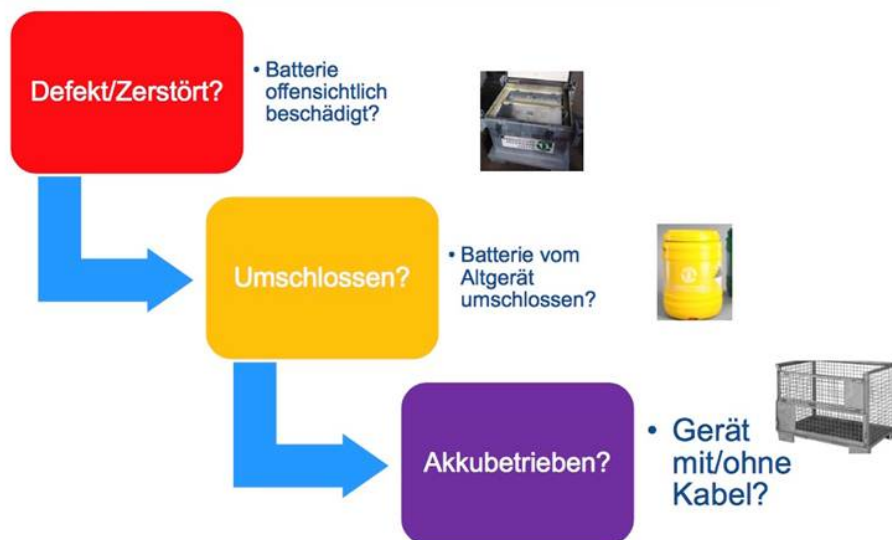 Defekt/Zerstört?
• Batterie
offensichtlich
beschädigt?
Umschlossen?
• Batterie vom
Altgerät
umschlossen?
Akkubetrieben?
• Gerät
mit/ohne
Kabel?